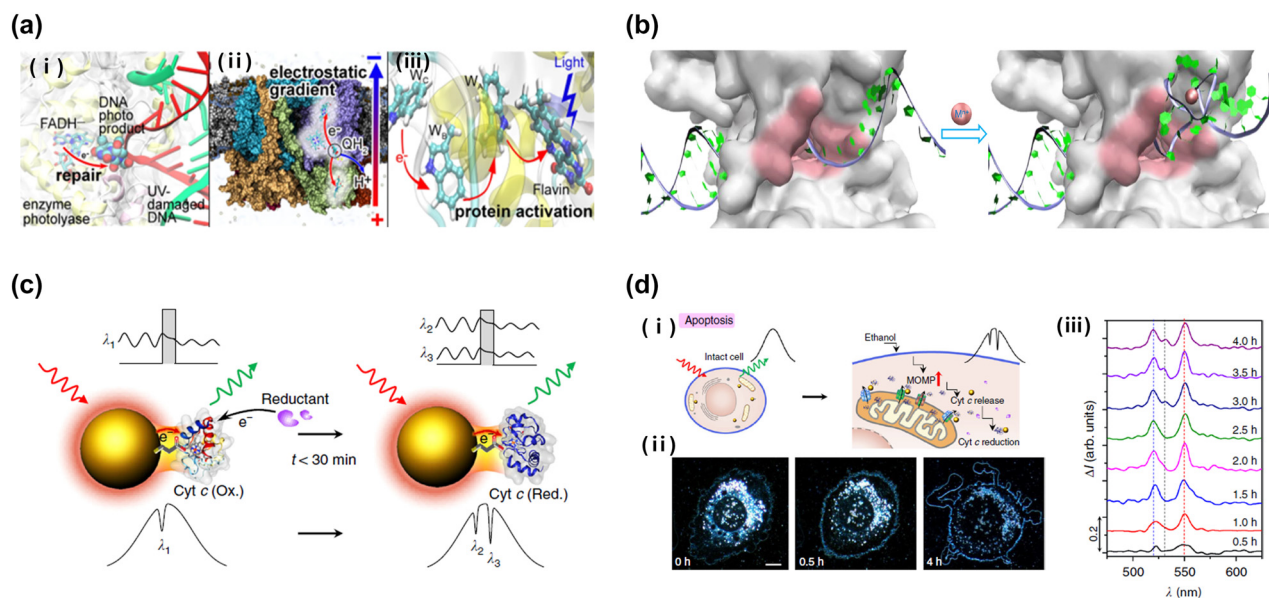 (a)
( i )
FADH–
DNA
photo
product
e-
repair
enzyme
photolyase
UV-
damaged
DNA
( ii )
electrostatic
gradient
e-
QH2
H+
–
+
(iii)
WC
WB
e-
Light
Flavin
protein activation
(b)
(c)
λ1
λ2
λ3
Reductant
e−
e−
Cyt c (Ox.)
t < 30 min
Cyt c (Red.)
λ1
λ2
λ3
(d)
( i )
Apoptosis
Intact cell
Ethanol
MOMP
Cyt c release
Cyt c reduction
( ii )
0 h
0.5 h
4 h
(iii)
4.0 h
3.5 h
3.0 h
2.5 h
2.0 h
1.5 h
1.0 h
0.5 h
ΔI (arb. units)
0.2
500
550
600
λ (nm)